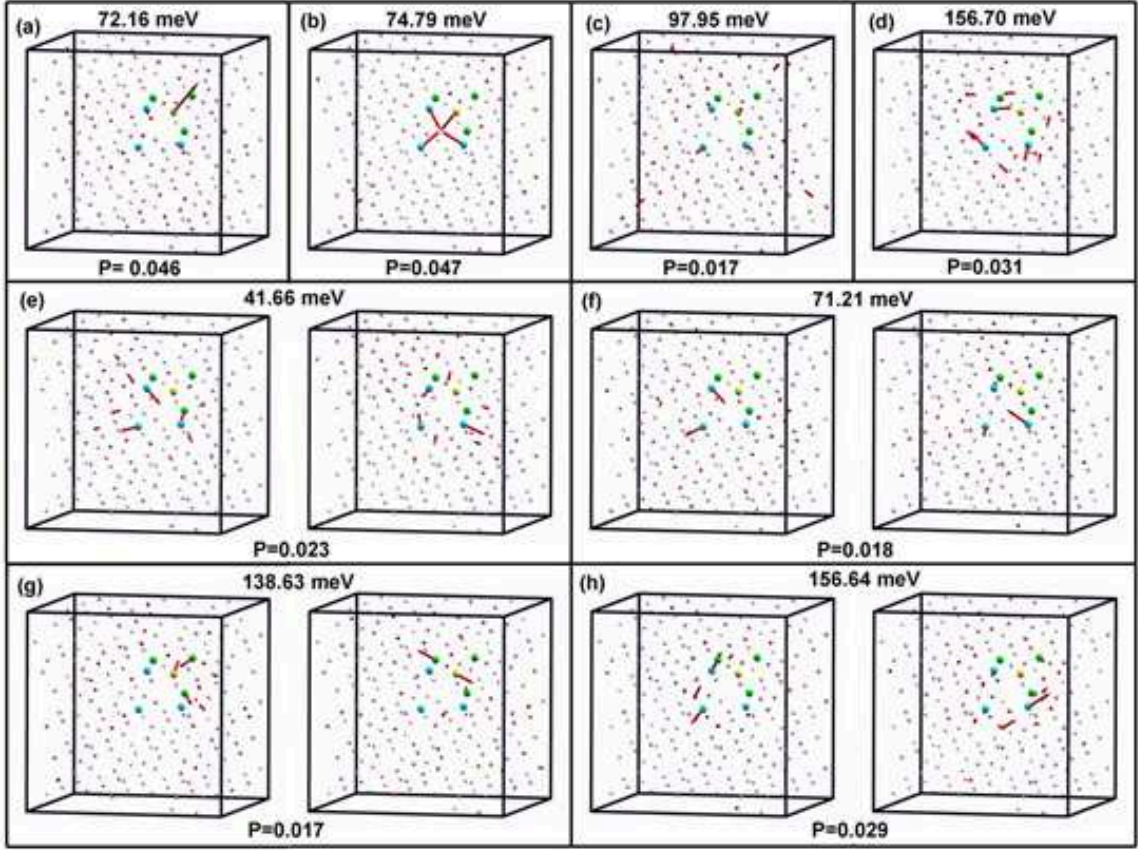 (a) 72.16 meV
P= 0.046
(b) 74.79 meV
P=0.047
(c) 97.95 meV
P=0.017
(d) 156.70 meV
P=0.031
(e) 41.66 meV
P=0.023
(f) 71.21 meV
P=0.018
(g) 138.63 meV
P=0.017
(h) 156.64 meV
P=0.029